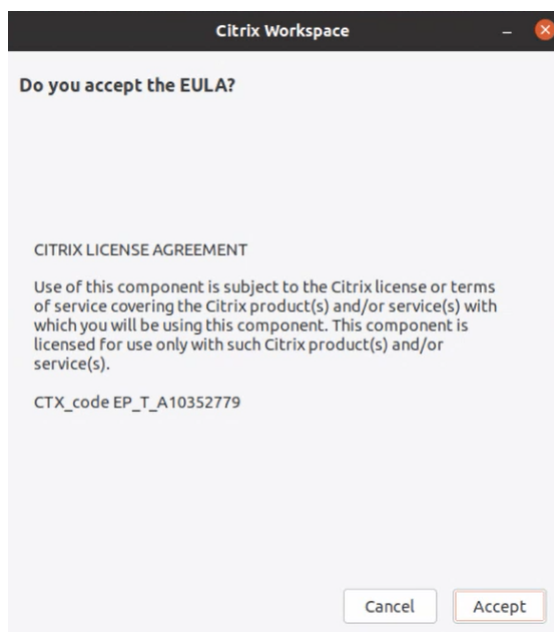 Citrix Workspace
Do you accept the EULA?
CITRIX LICENSE AGREEMENT
Use of this component is subject to the Citrix license or terms
of service covering the Citrix product(s) and/or service(s) with
which you will be using this component. This component is
licensed for use only with such Citrix product(s) and/or
service(s).
CTX_code EP_T_A10352779
Cancel Accept